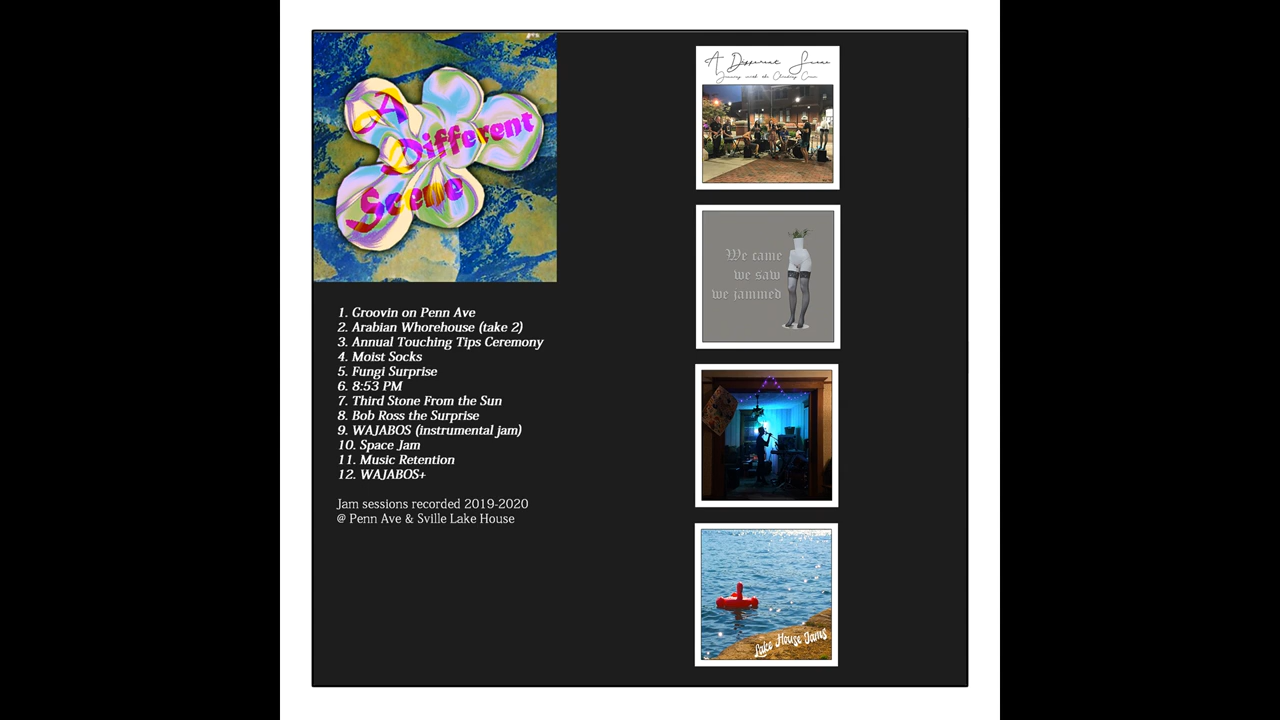 A
Different
Scene
1. Groovin on Penn Ave
2. Arabian Whorehouse (take 2)
3. Annual Touching Tips Ceremony
4. Moist Socks
5. Fungi Surprise
6. 8:53 PM
7. Third Stone From the Sun
8. Bob Ross the Surprise
9. WAJABOS (instrumental jam)
10. Space Jam
11. Music Retention
12. WAJABOS+
Jam sessions recorded 2019-2020
@ Penn Ave & Sville Lake House
A Different Scene
We came
we saw
we jammed
Lake House Jams